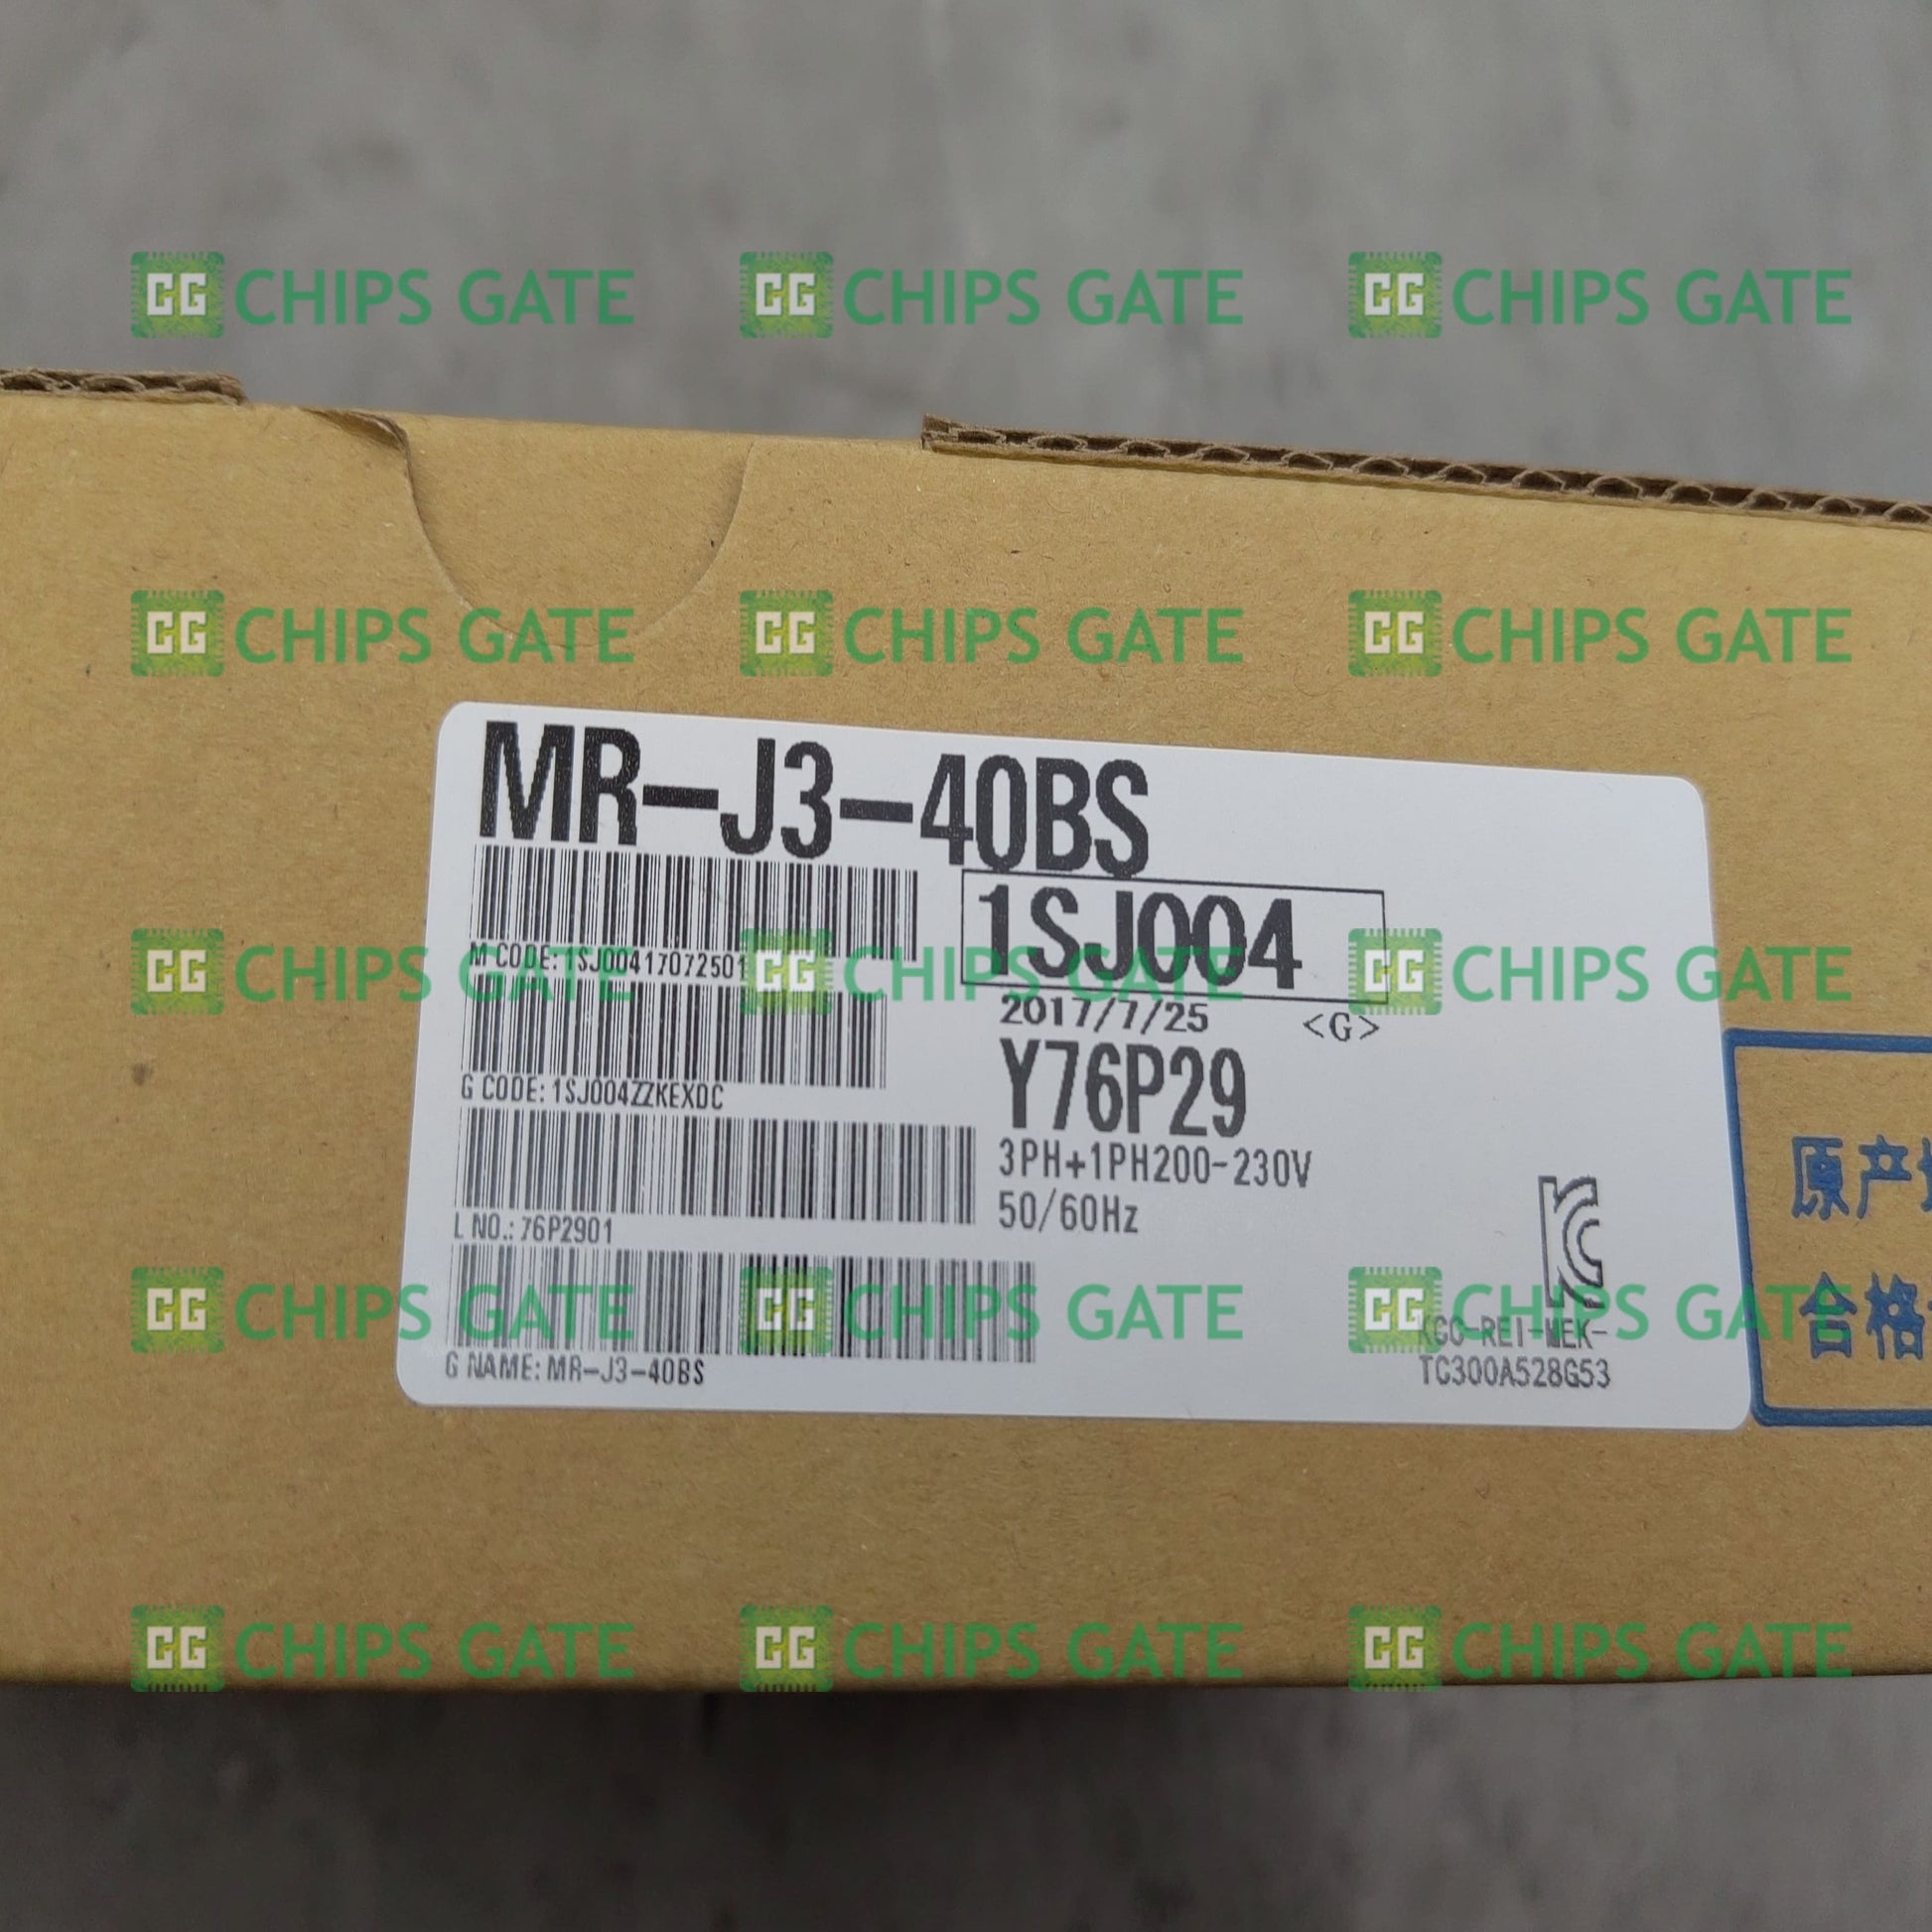 CG CHIPS GATE CG CHIPS GATE CG CHIPS GATE
CG CHIPS GATE CG CHIPS GATE CG CHIPS GATE
MR-J3-40BS
1SJ004
M CODE:1SJ00417072501
CG CHIPS GATE CG CHIPS GATE CG CHIPS GATE
2017/7/25 <G>
Y76P29
G CODE:1SJ004ZZKEXDC
3PH+1PH200-230V
50/60Hz
L NO.:76P2901
原产
合格
CG CHIPS GATE CG CHIPS GATE CG CHIPS GATE
KCC-REI-MEK-
TC300A528G53
G NAME:MR-J3-40BS
CG CHIPS GATE CG CHIPS GATE CG CHIPS GATE